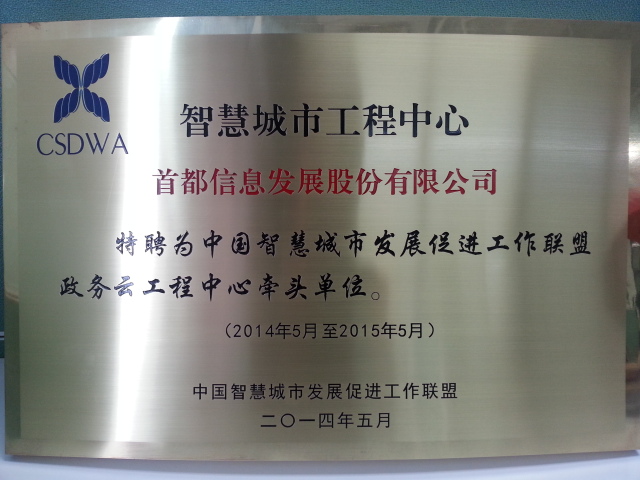 CSDWA
智慧城市工程中心
首都信息发展股份有限公司
特聘为中国智慧城市发展促进工作联盟
政务云工程中心牵头单位。
（2014年5月至2015年5月）
中国智慧城市发展促进工作联盟
二〇一四年五月